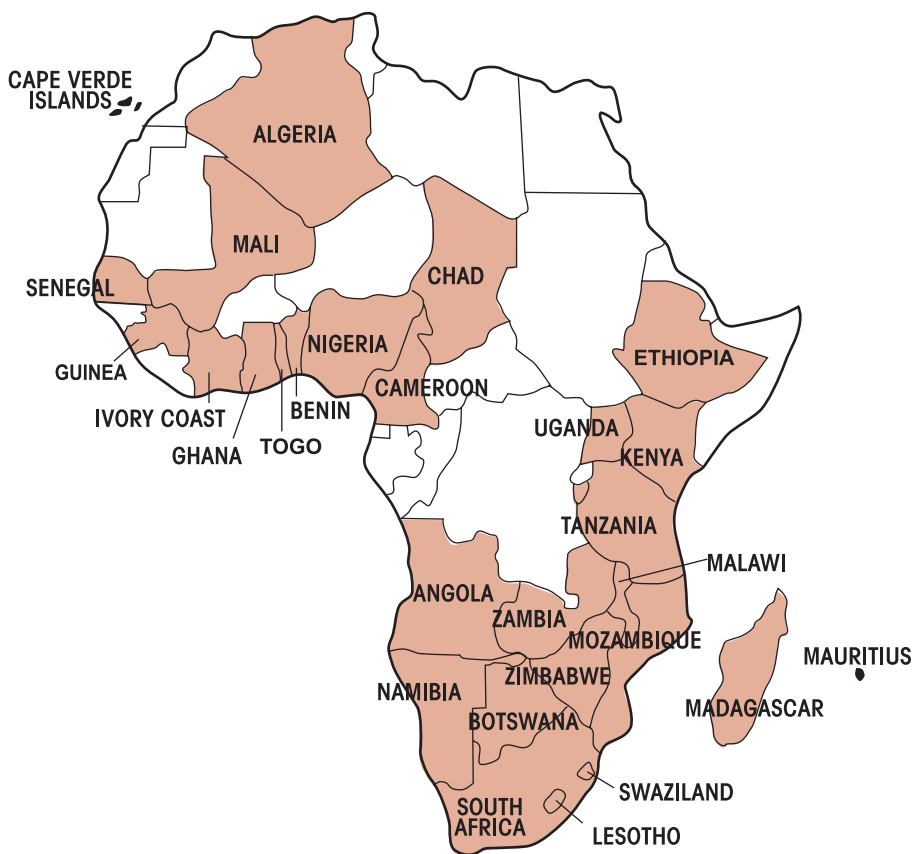 CAPE VERDE
ISLANDS
ALGERIA
MALI
CHAD
SENEGAL
NIGERIA
ETHIOPIA
GUINEA
CAMEROON
IVORY COAST
BENIN
UGANDA
GHANA
TOGO
KENYA
TANZANIA
MALAWI
ANGOLA
ZAMBIA
MOZAMBIQUE
MAURITIUS
ZIMBABWE
NAMIBIA
MADAGASCAR
BOTSWANA
SWAZILAND
SOUTH
AFRICA
LESOTHO